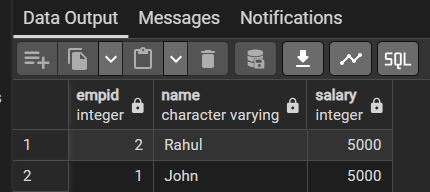 Data Output Messages Notifications
SQL
empid name salary
integer character varying integer
1 2 Rahul 5000
2 1 John 5000